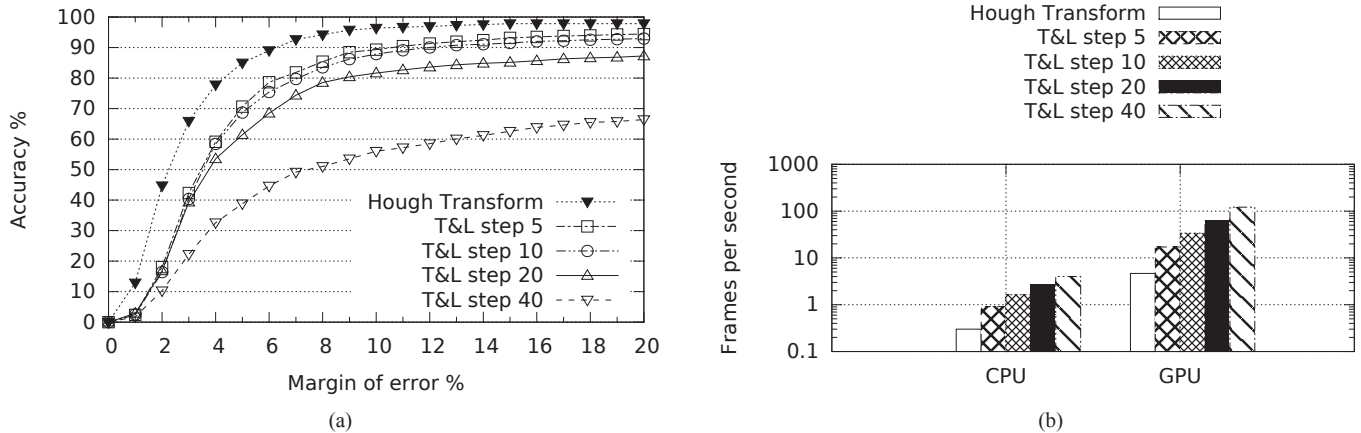 100
90
80
70
60
50
40
30
20
10
0
Accuracy %
Hough Transform
T&L step 5
T&L step 10
T&L step 20
T&L step 40
0 2 4 6 8 10 12 14 16 18 20
Margin of error %
(a)
Hough Transform
T&L step 5
T&L step 10
T&L step 20
T&L step 40
1000
100
10
1
0.1
Frames per second
CPU GPU
(b)